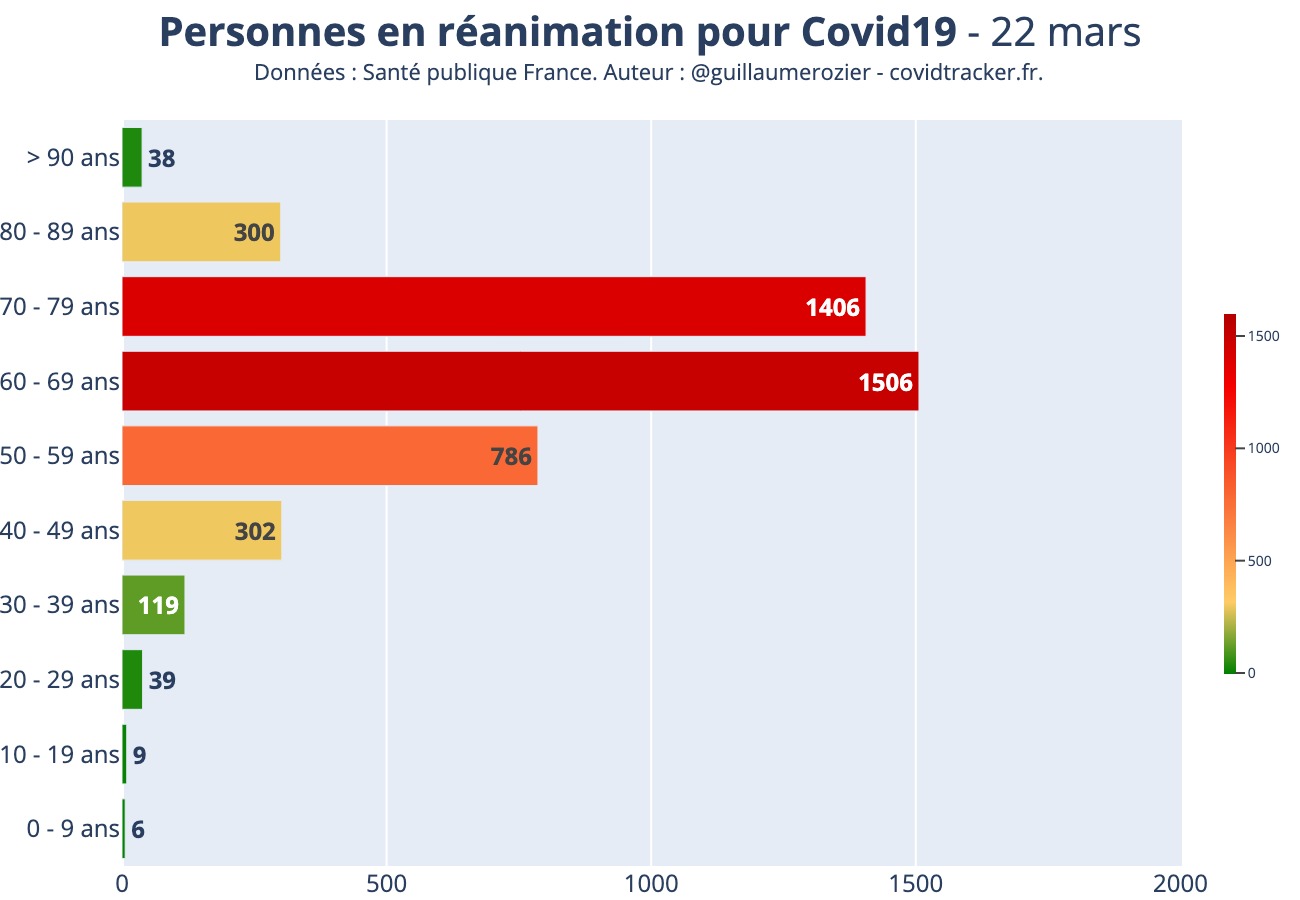 Personnes en réanimation pour Covid19 - 22 mars
Données : Santé publique France. Auteur : @guillaumerozier - covidtracker.fr.
> 90 ans 38
80 - 89 ans 300
70 - 79 ans 1406
60 - 69 ans 1506
50 - 59 ans 786
40 - 49 ans 302
30 - 39 ans 119
20 - 29 ans 39
10 - 19 ans 9
0 - 9 ans 6
0 500 1000 1500 2000
1500
1000
500
0